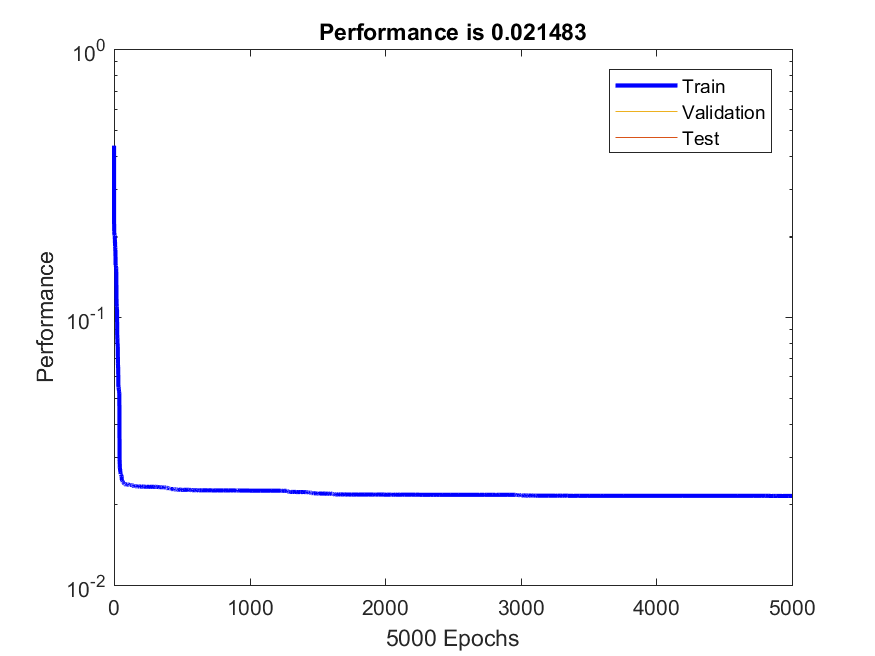 Performance is 0.021483
10^0
Train
Validation
Test
Performance
10^-1
10^-2
0 1000 2000 3000 4000 5000
5000 Epochs